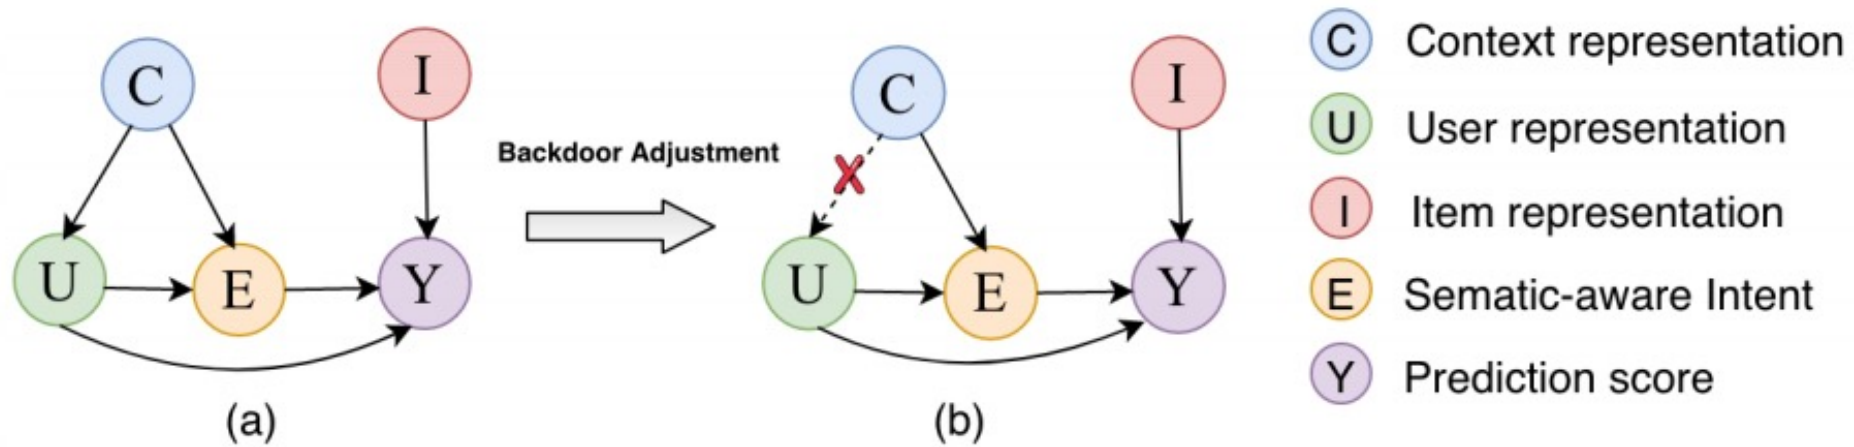 C
I
U
E
Y
(a)
Backdoor Adjustment
C
X
I
U
E
Y
(b)
C Context representation
U User representation
I Item representation
E Sematic-aware Intent
Y Prediction score